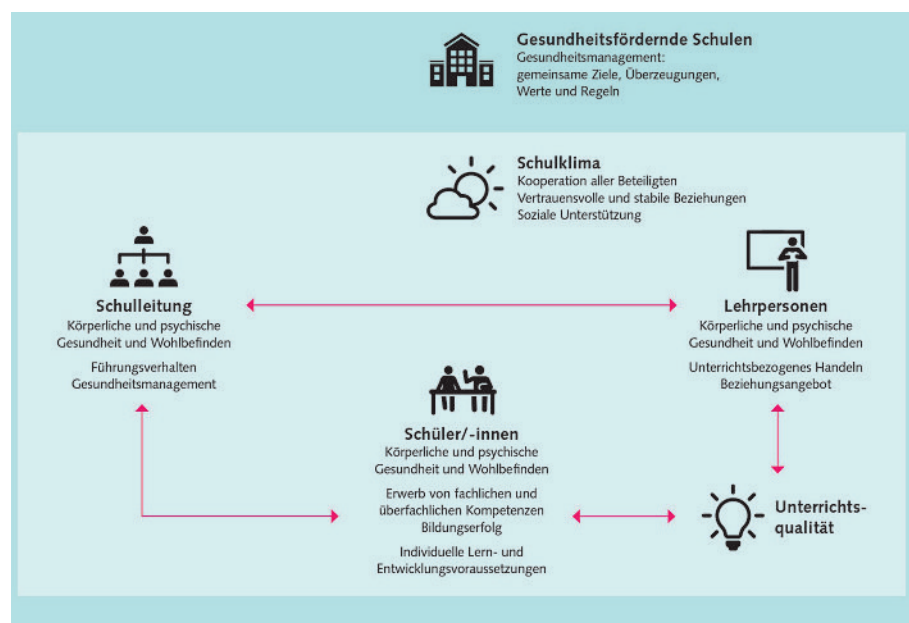 Gesundheitsfördernde Schulen
Gesundheitsmanagement:
gemeinsame Ziele, Überzeugungen,
Werte und Regeln
Schulklima
Kooperation aller Beteiligten
Vertrauensvolle und stabile Beziehungen
Soziale Unterstützung
Schulleitung
Körperliche und psychische
Gesundheit und Wohlbefinden
Führungsverhalten
Gesundheitsmanagement
Lehrpersonen
Körperliche und psychische
Gesundheit und Wohlbefinden
Unterrichtsbezogenes Handeln
Beziehungsangebot
Schüler/-innen
Körperliche und psychische
Gesundheit und Wohlbefinden
Erwerb von fachlichen und
überfachlichen Kompetenzen
Bildungserfolg
Individuelle Lern- und
Entwicklungsvoraussetzungen
Unterrichts-
qualität